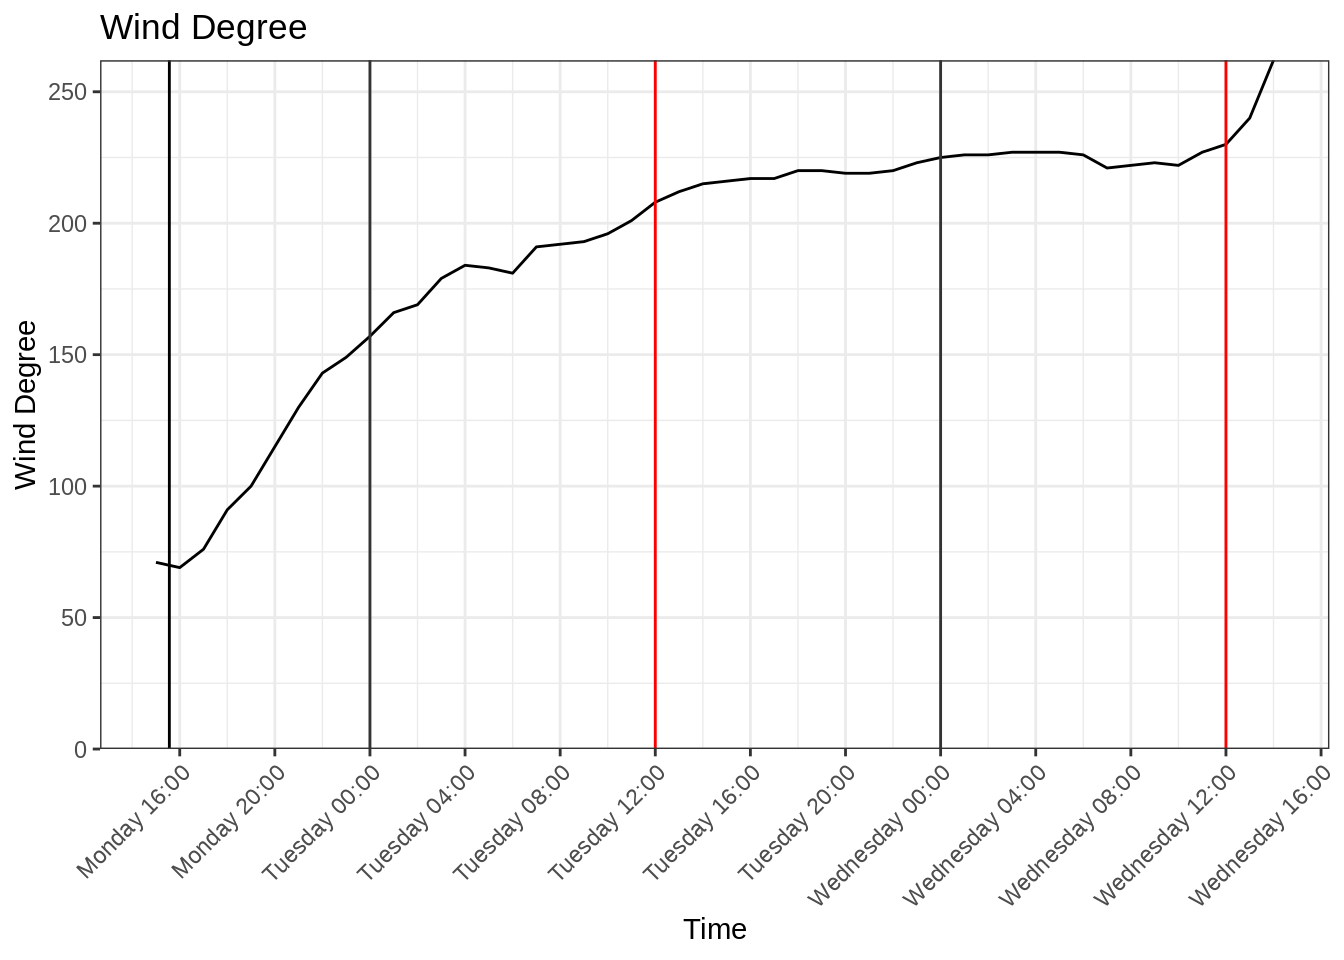 Wind Degree
Wind Degree
250
200
150
100
50
0
Monday 16:00
Monday 20:00
Tuesday 00:00
Tuesday 04:00
Tuesday 08:00
Tuesday 12:00
Tuesday 16:00
Tuesday 20:00
Wednesday 00:00
Wednesday 04:00
Wednesday 08:00
Wednesday 12:00
Wednesday 16:00
Time